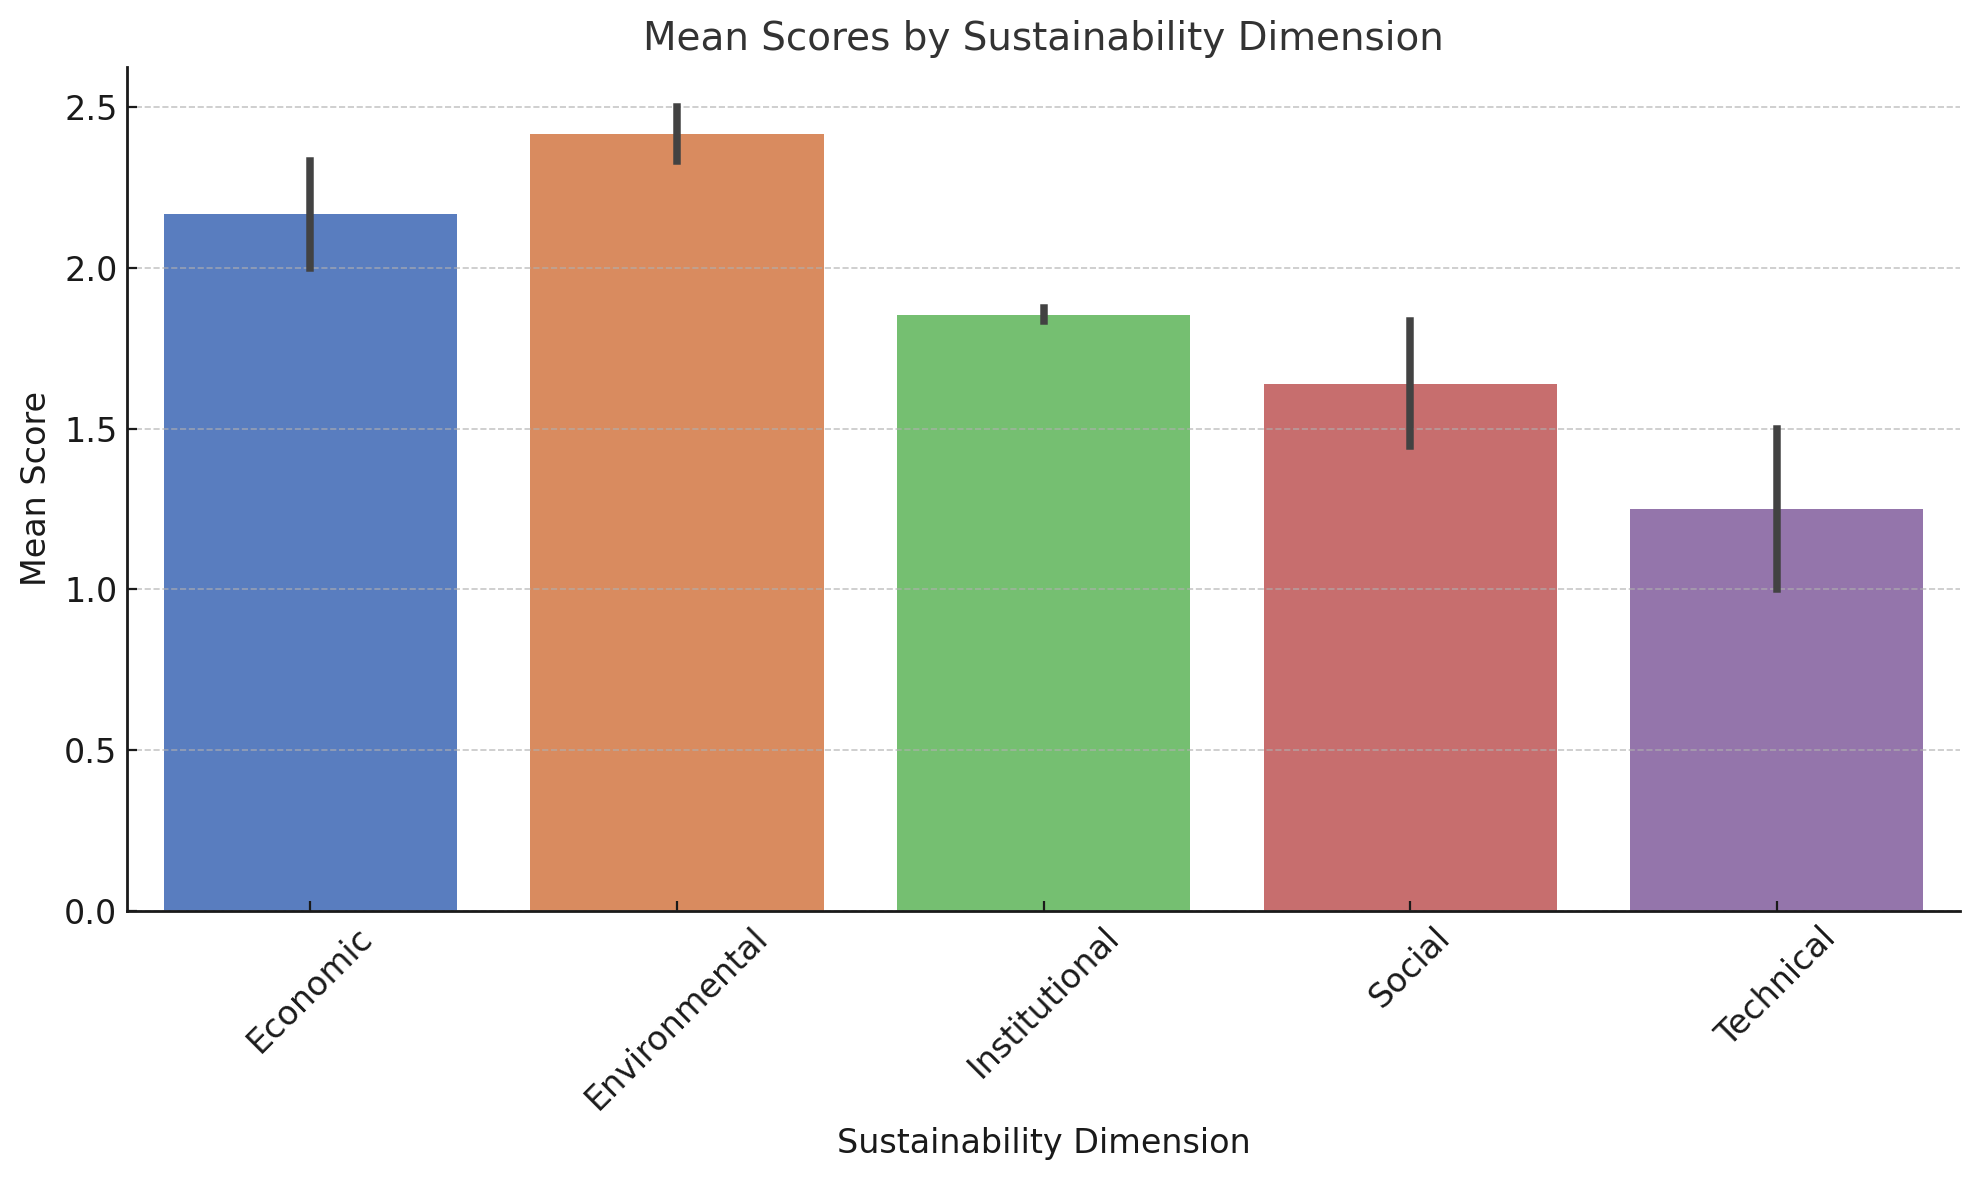 Mean Scores by Sustainability Dimension
Mean Score
2.5
2.0
1.5
1.0
0.5
0.0
Economic
Environmental
Institutional
Social
Technical
Sustainability Dimension